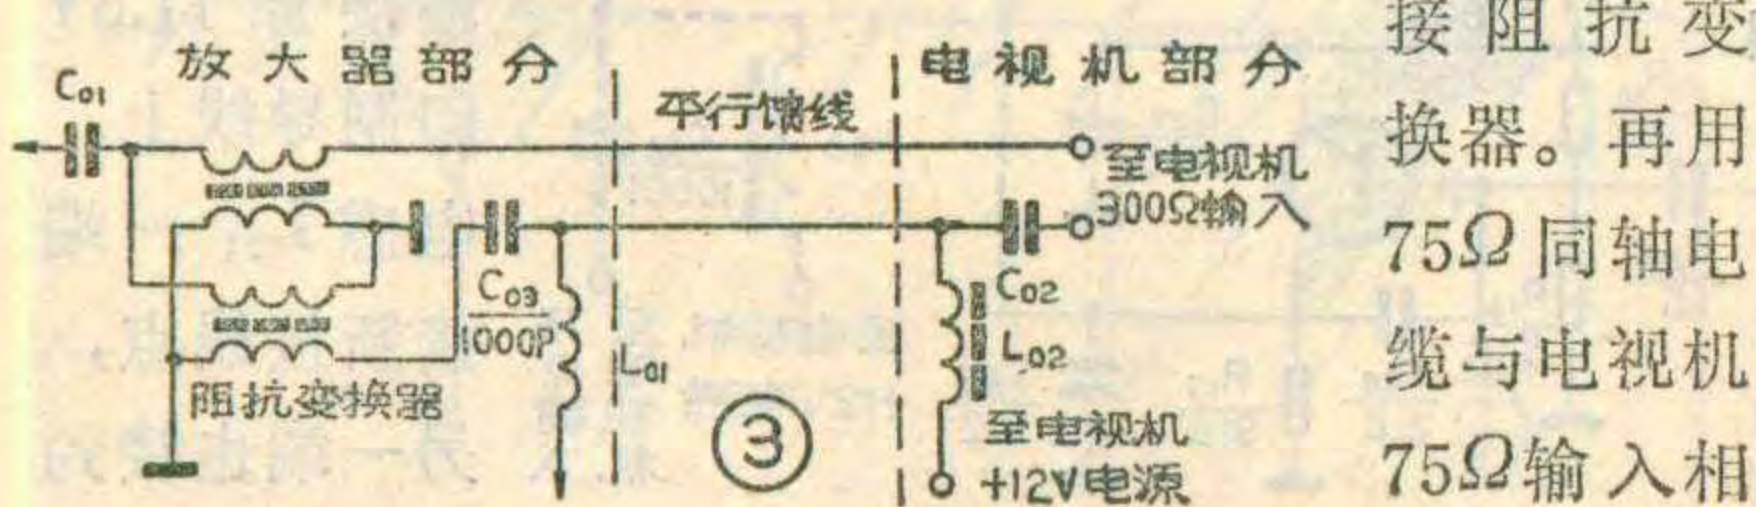 放大器部分
电视机部分
C01
平行馈线
至电视机
300Ω输入
C03
1000P
C02
L01
L02
阻抗变换器
③
至电视机
+12V电源
接阻抗变
换器。再用
75Ω同轴电
缆与电视机
75Ω输入相